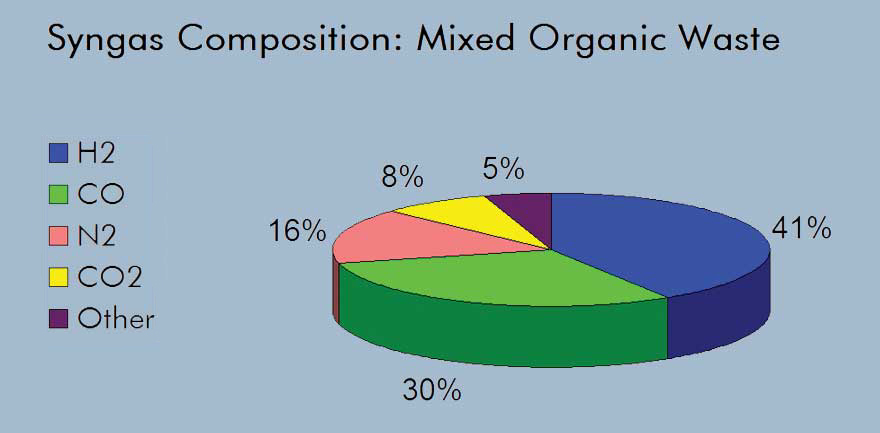 Syngas Composition: Mixed Organic Waste
H2
CO
N2
CO2
Other
5%
8%
16%
41%
30%